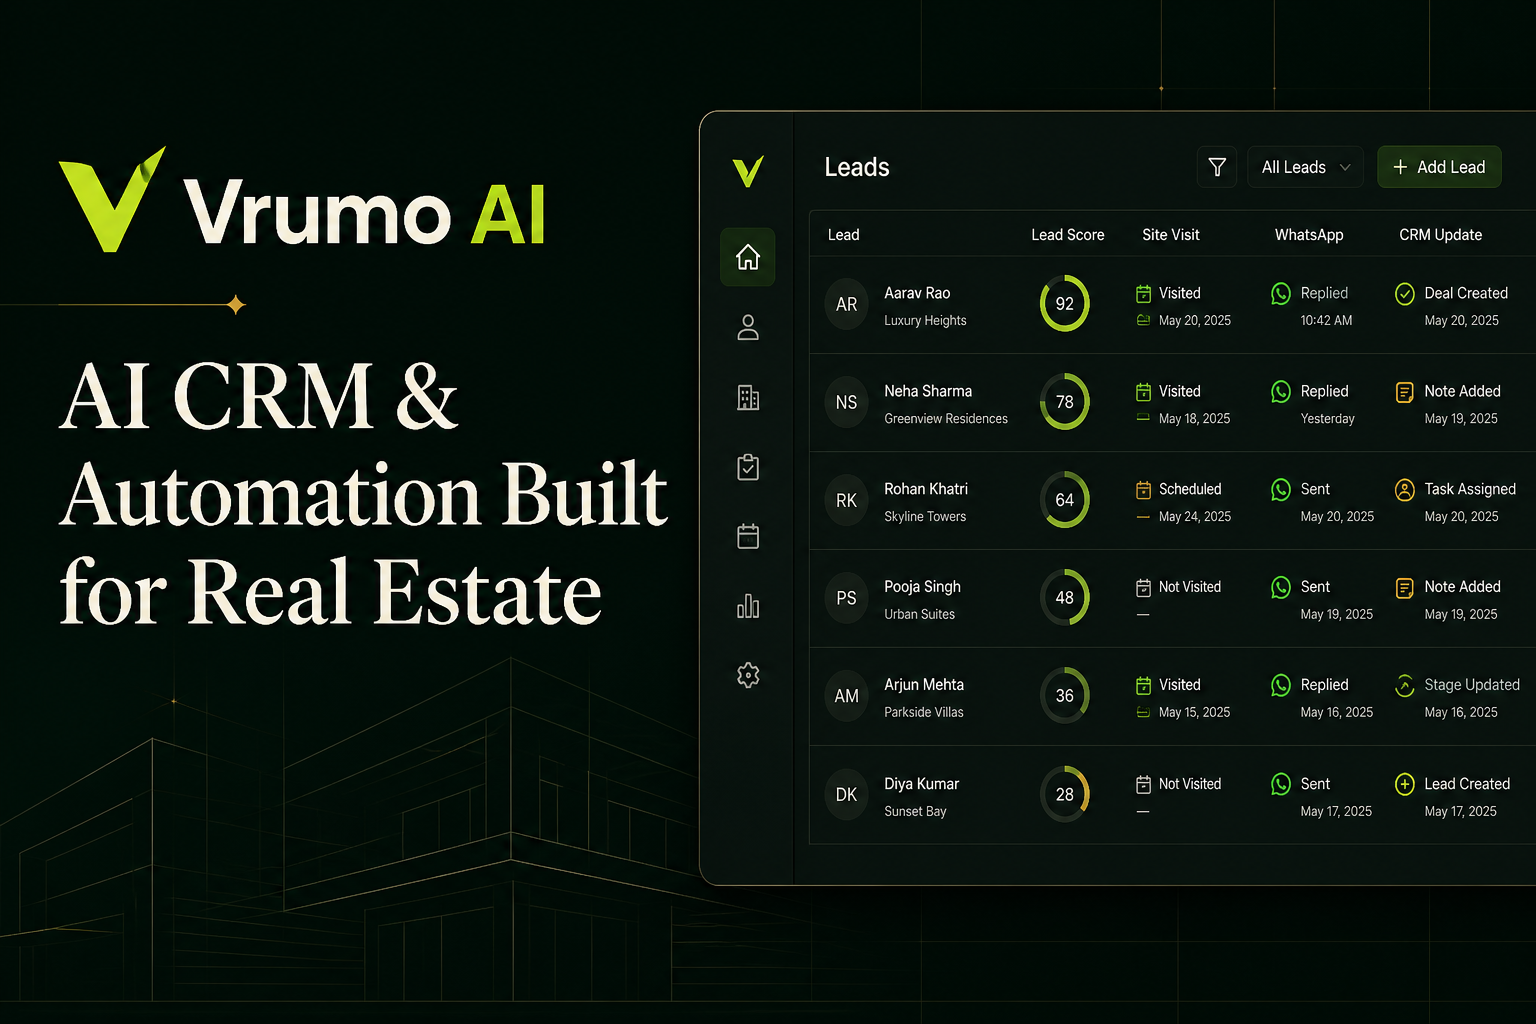 Vrumo AI
AI CRM &
Automation Built
for Real Estate
Leads
All Leads
+ Add Lead
Lead Lead Score Site Visit WhatsApp CRM Update
AR Aarav Rao 92 Visited Replied Deal Created
Luxury Heights May 20, 2025 10:42 AM May 20, 2025
NS Neha Sharma 78 Visited Replied Note Added
Greenview Residences May 18, 2025 Yesterday May 19, 2025
RK Rohan Khatri 64 Scheduled Sent Task Assigned
Skyline Towers — May 24, 2025 May 20, 2025 May 20, 2025
PS Pooja Singh 48 Not Visited Sent Note Added
Urban Suites — May 19, 2025 May 19, 2025
AM Arjun Mehta 36 Visited Replied Stage Updated
Parkside Villas May 15, 2025 May 16, 2025 May 16, 2025
DK Diya Kumar 28 Not Visited Sent Lead Created
Sunset Bay — May 17, 2025 May 17, 2025